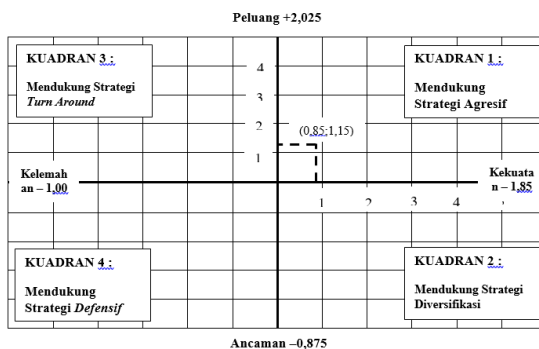 Peluang +2,025
KUADRAN 3 :
Mendukung Strategi
Turn Around
KUADRAN 1 :
Mendukung
Strategi Agresif
4
3
2
1
(0,85;1,15)
Kelemah
an – 1,00
Kekuata
n – 1,85
1
2
3
4
KUADRAN 4 :
Mendukung
Strategi Defensif
KUADRAN 2 :
Mendukung Strategi
Diversifikasi
Ancaman –0,875